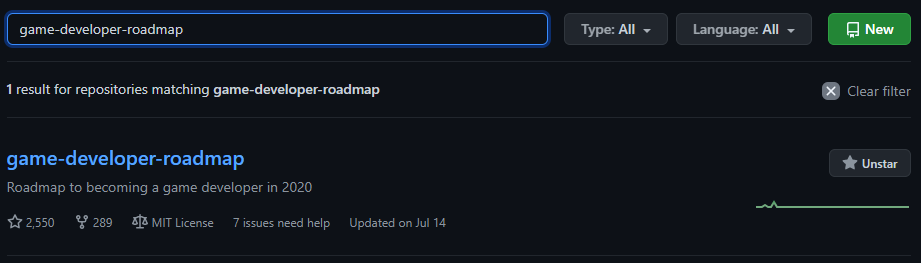 game-developer-roadmap Type: All Language: All New
1 result for repositories matching game-developer-roadmap Clear filter
game-developer-roadmap Unstar
Roadmap to becoming a game developer in 2020
2,550 289 MIT License 7 issues need help Updated on Jul 14